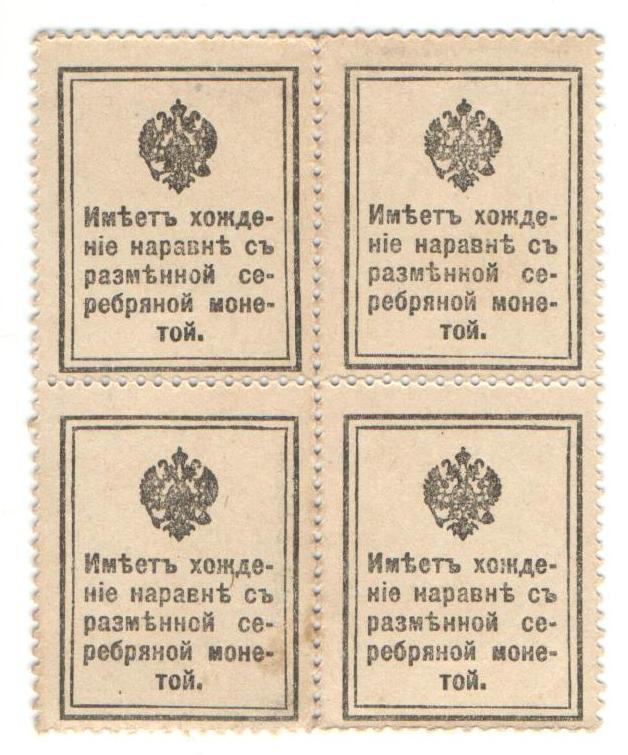 Имѣетъ хожде-
ніе наравнѣ съ
размѣнной се-
ребряной моне-
той.
Имѣетъ хожде-
ніе наравнѣ съ
размѣнной се-
ребряной моне-
той.
Имѣетъ хожде-
ніе наравнѣ съ
размѣнной се-
ребряной моне-
той.
Имѣетъ хожде-
ніе наравнѣ съ
размѣнной се-
ребряной моне-
той.